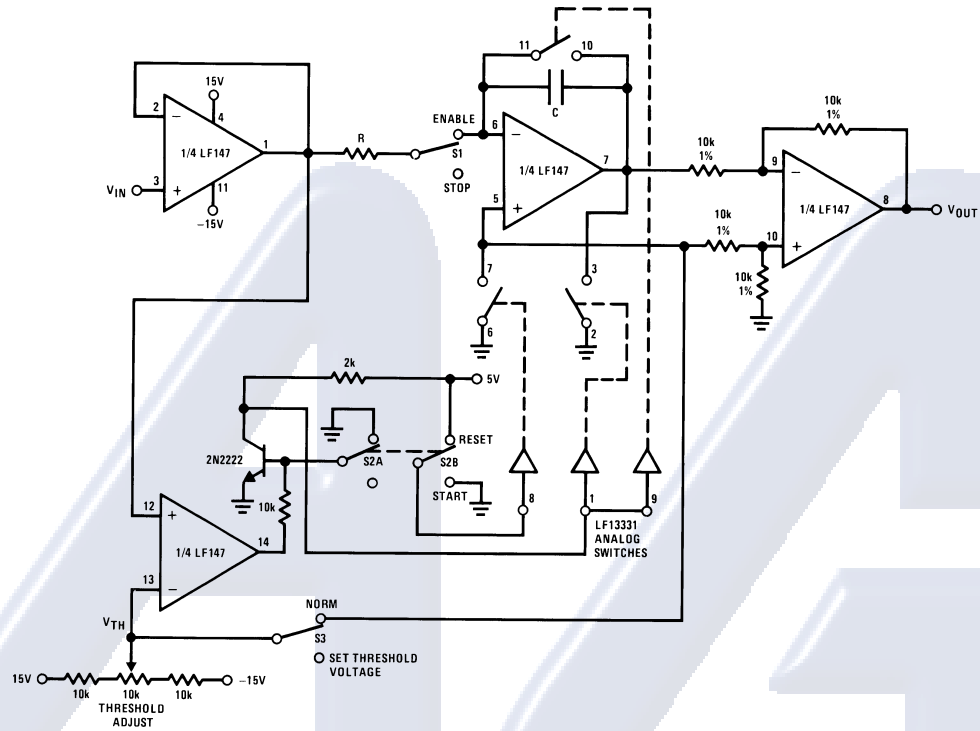 11
10
15V
2
−
4
1/4 LF147
1
11
−15V
VIN
3
+
R
ENABLE
S1
STOP
C
6
−
1/4 LF147
7
5
+
10k
1%
10k
1%
9
−
1/4 LF147
8
VOUT
10k
1%
10
+
10k
1%
7
6
3
2
2k
5V
RESET
2N2222
S2A
S2B
START
10k
8
1
9
LF13331
ANALOG
SWITCHES
12
+
1/4 LF147
14
13
−
VTH
NORM
S3
SET THRESHOLD
VOLTAGE
15V
10k
10k
10k
−15V
THRESHOLD
ADJUST